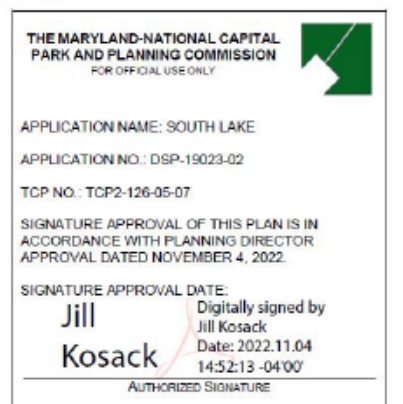 THE MARYLAND-NATIONAL CAPITAL
PARK AND PLANNING COMMISSION
FOR OFFICIAL USE ONLY
APPLICATION NAME: SOUTH LAKE
APPLICATION NO.: DSP-19023-02
TCP NO.: TCP2-126-05-07
SIGNATURE APPROVAL OF THIS PLAN IS IN
ACCORDANCE WITH PLANNING DIRECTOR
APPROVAL DATED NOVEMBER 4, 2022.
SIGNATURE APPROVAL DATE:
Jill
Kosack
Digitally signed by
Jill Kosack
Date: 2022.11.04
14:52:13 -04'00'
AUTHORIZED SIGNATURE